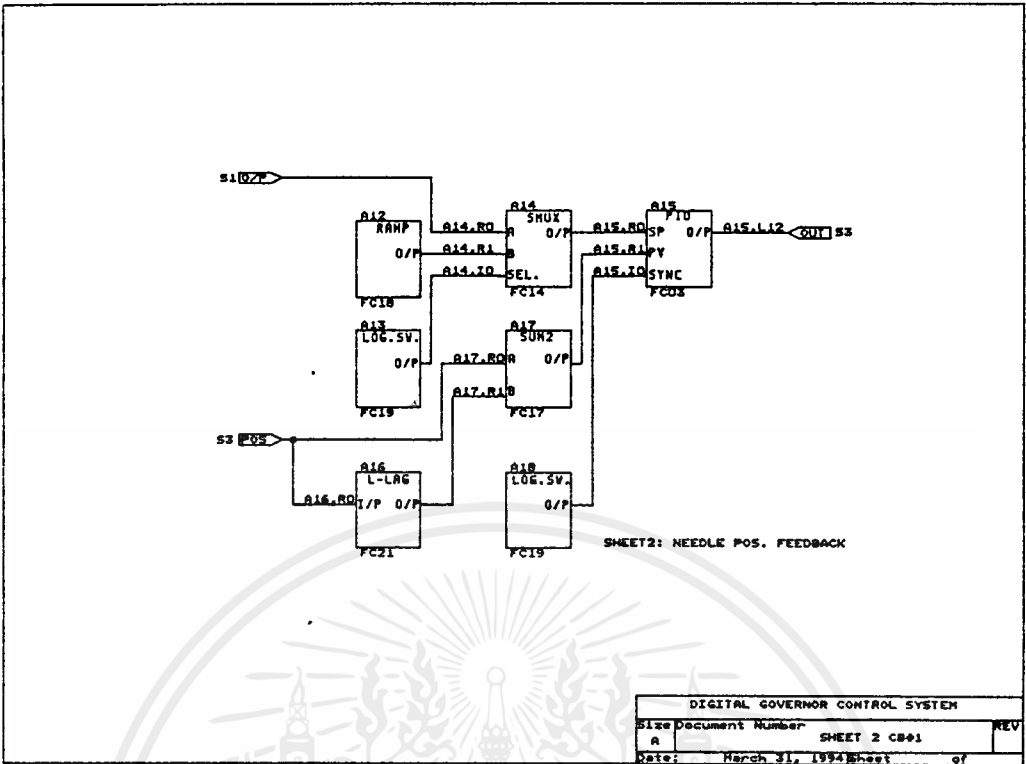 S1 O/P
A12
RAMP
O/P
FC18
A14.R0
A14.R1
A14.I0
A14
SMUX
A O/P
B
SEL.
FC14
A15.R0
A15.R1
A15.I0
A15
PID
SP O/P
PV
SYNC
FC03
A15.L12
OUT S3
A13
LOG.SW.
O/P
FC19
A17.R0
A17.R1
A17
SUM2
A O/P
B
FC17
S3 POS
A16.R0
A16
L-LAG
I/P O/P
FC21
A18
LOG.SW.
O/P
FC19
SHEET2: NEEDLE POS. FEEDBACK
DIGITAL GOVERNOR CONTROL SYSTEM
Size Document Number REV
A SHEET 2 CB#1
Date: March 31, 1994 Sheet of